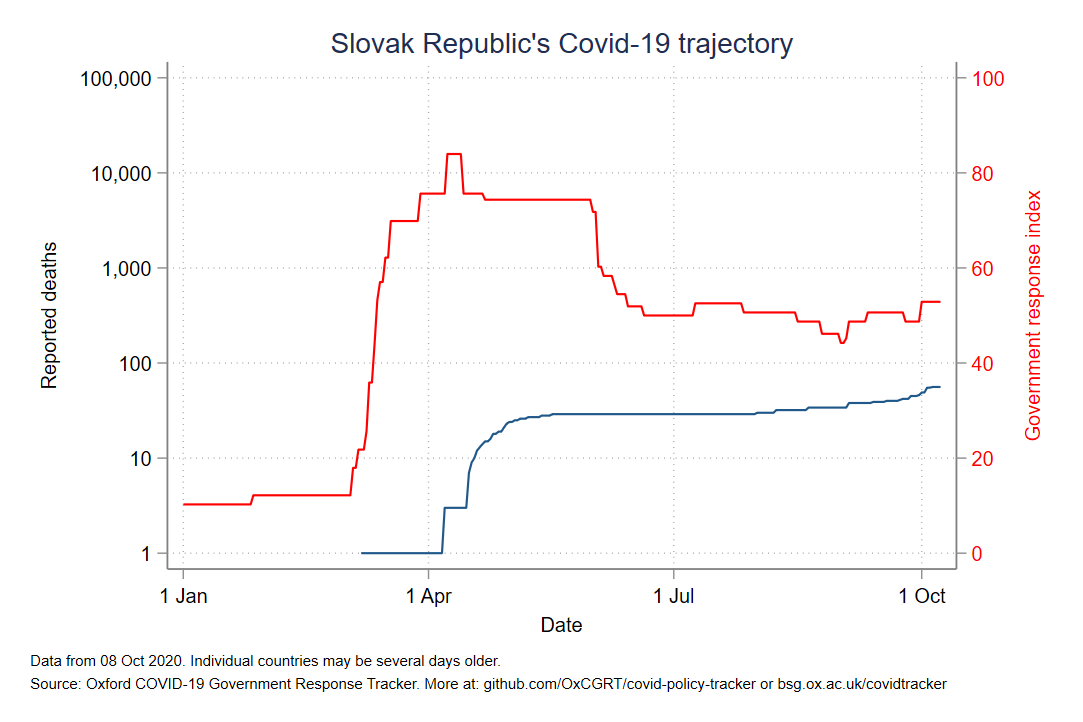 Slovak Republic's Covid-19 trajectory
100,000
10,000
1,000
100
10
1
Reported deaths
100
80
60
40
20
0
Government response index
1 Jan
1 Apr
1 Jul
1 Oct
Date
Data from 08 Oct 2020. Individual countries may be several days older.
Source: Oxford COVID-19 Government Response Tracker. More at: github.com/OxCGRT/covid-policy-tracker or bsg.ox.ac.uk/covidtracker